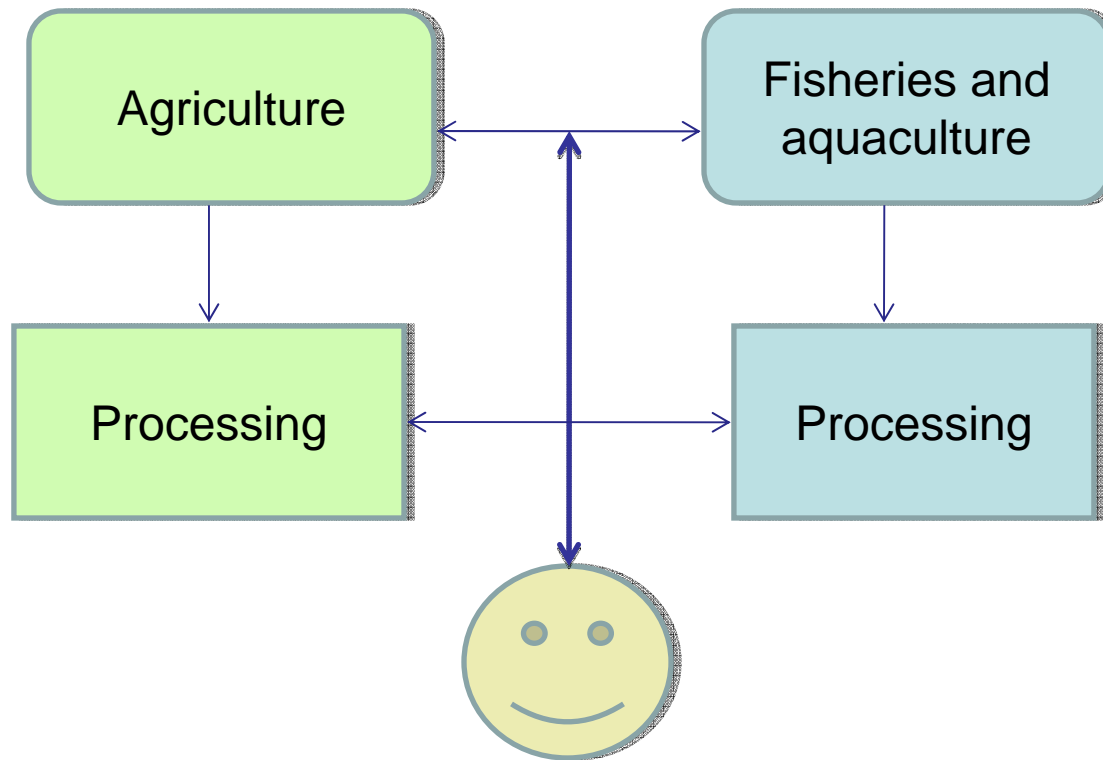 Agriculture
Fisheries and
aquaculture
Processing
Processing